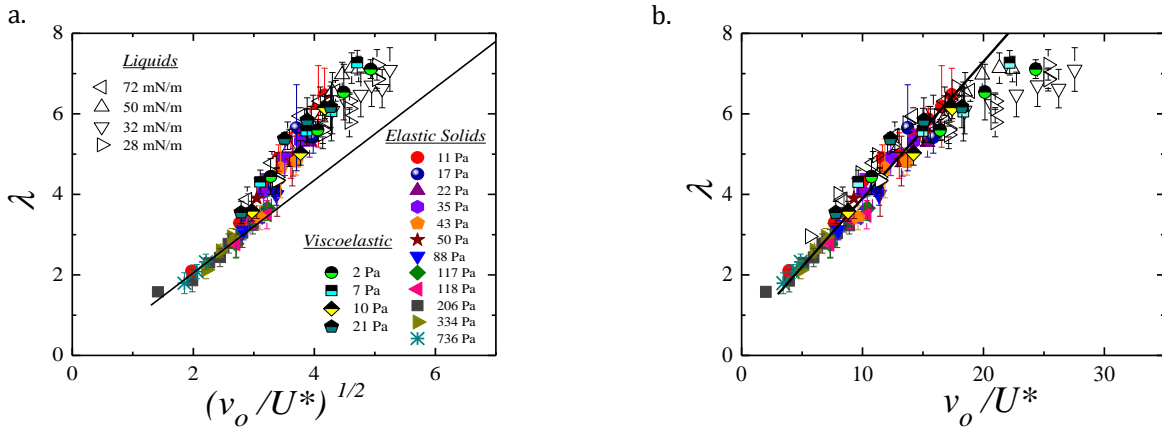 a.
λ
8
6
4
2
0
0
2
4
6
(v_o /U*) ^1/2
Liquids
72 mN/m
50 mN/m
32 mN/m
28 mN/m
Viscoelastic
2 Pa
7 Pa
10 Pa
21 Pa
Elastic Solids
11 Pa
17 Pa
22 Pa
35 Pa
43 Pa
50 Pa
88 Pa
117 Pa
118 Pa
206 Pa
334 Pa
736 Pa
b.
λ
8
6
4
2
0
0
10
20
30
v_o /U*